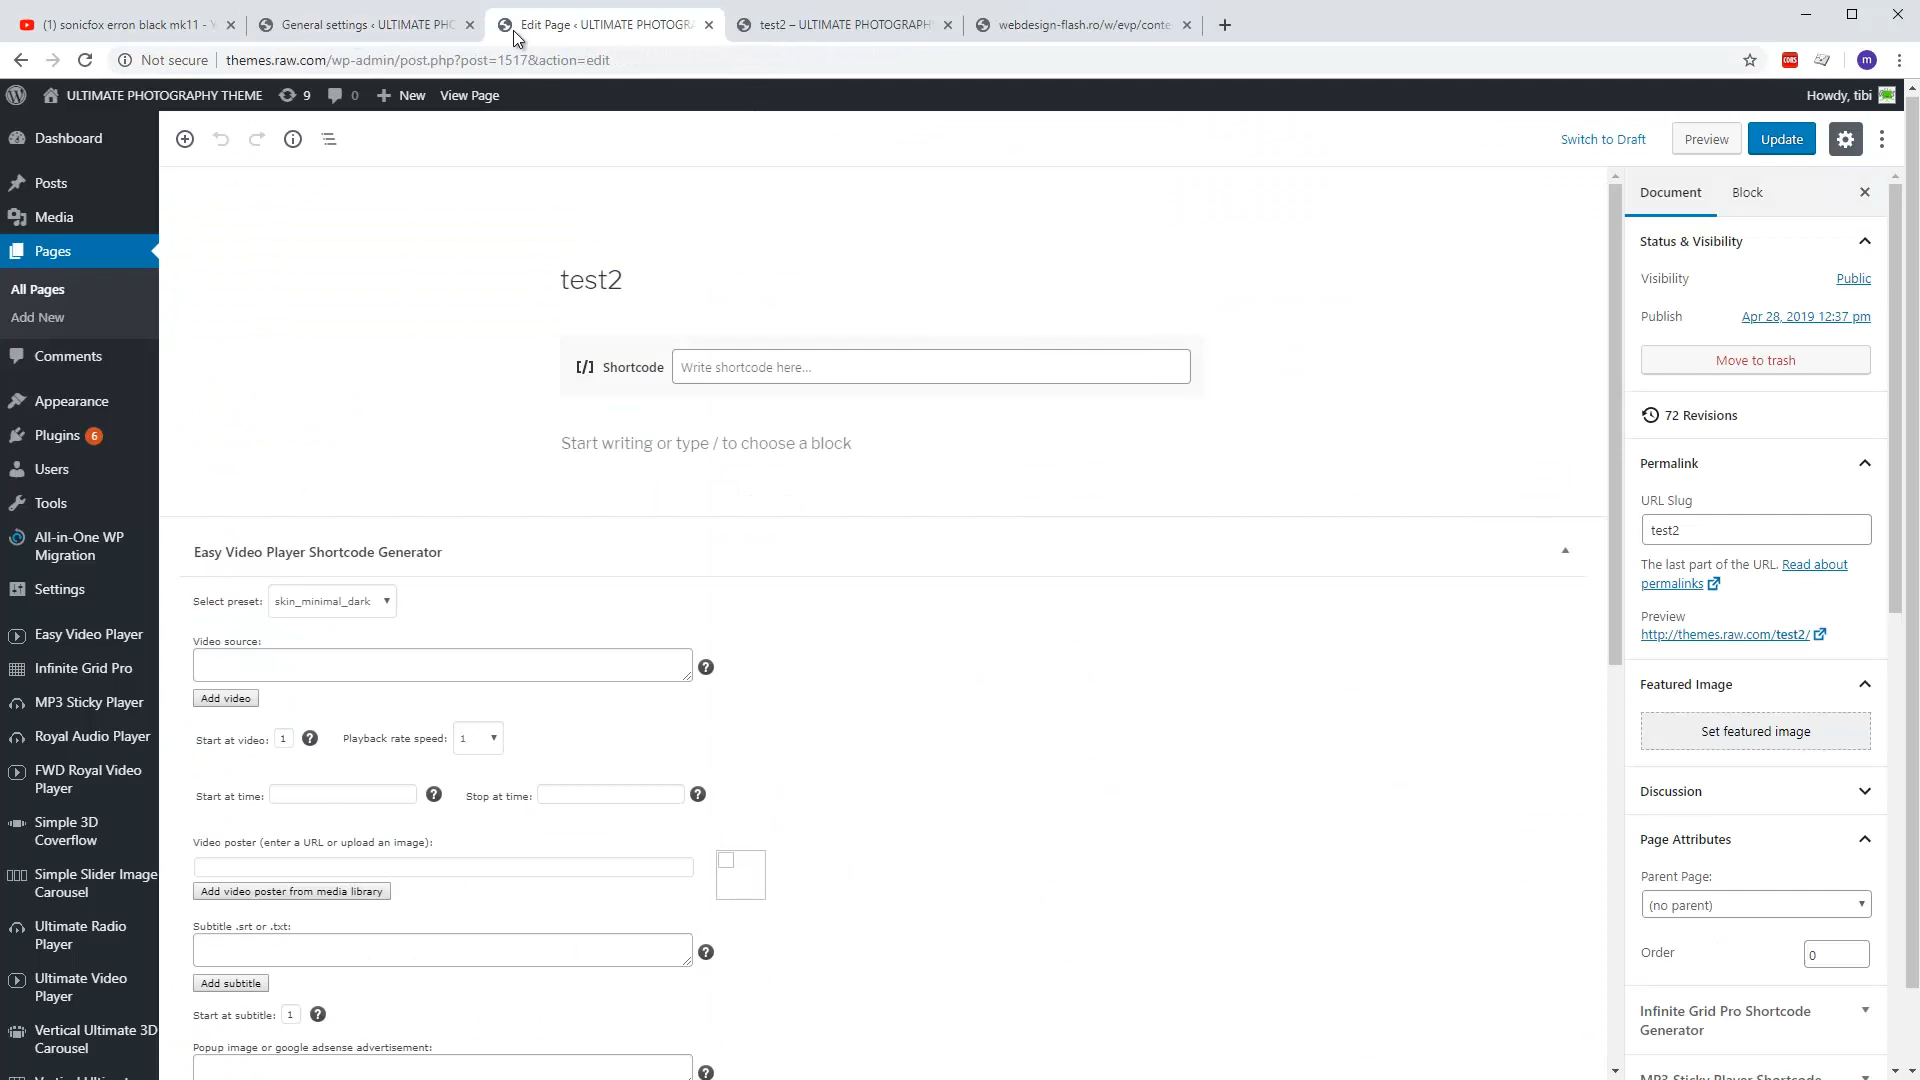 (1) sonicfox erron black mk11 - Y
General settings ‹ ULTIMATE PHO
Edit Page ‹ ULTIMATE PHOTOGRA
test2 – ULTIMATE PHOTOGRAPH
webdesign-flash.ro/w/evp/conte
Not secure
themes.raw.com/wp-admin/post.php?post=1517&action=edit
CORS
m
ULTIMATE PHOTOGRAPHY THEME
9
0
New
View Page
Howdy, tibi
Dashboard
Posts
Media
Pages
All Pages
Add New
Comments
Appearance
Plugins 6
Users
Tools
All-in-One WP
Migration
Settings
Easy Video Player
Infinite Grid Pro
MP3 Sticky Player
Royal Audio Player
FWD Royal Video
Player
Simple 3D
Coverflow
Simple Slider Image
Carousel
Ultimate Radio
Player
Ultimate Video
Player
Vertical Ultimate 3D
Carousel
Switch to Draft
Preview
Update
test2
[/] Shortcode
Write shortcode here...
Start writing or type / to choose a block
Easy Video Player Shortcode Generator
Select preset: skin_minimal_dark
Video source:
Add video
Start at video: 1
Playback rate speed: 1
Start at time:
Stop at time:
Video poster (enter a URL or upload an image):
Add video poster from media library
Subtitle .srt or .txt:
Add subtitle
Start at subtitle: 1
Popup image or google adsense advertisement:
Document
Block
Status & Visibility
Visibility
Public
Publish
Apr 28, 2019 12:37 pm
Move to trash
72 Revisions
Permalink
URL Slug
test2
The last part of the URL. Read about
permalinks
Preview
http://themes.raw.com/test2/
Featured Image
Set featured image
Discussion
Page Attributes
Parent Page:
(no parent)
Order
0
Infinite Grid Pro Shortcode
Generator
MP3 Sticky Player Shortcode